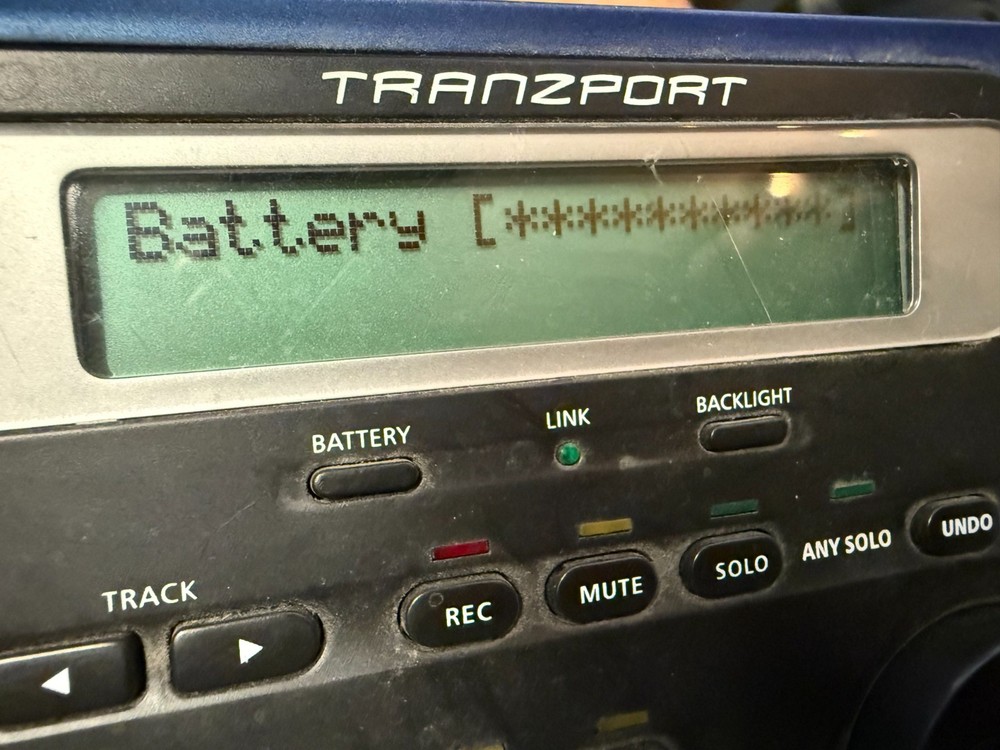 TRANZPORT
Battery [**********]
BATTERY
LINK
BACKLIGHT
TRACK
REC
MUTE
SOLO
ANY SOLO
UNDO